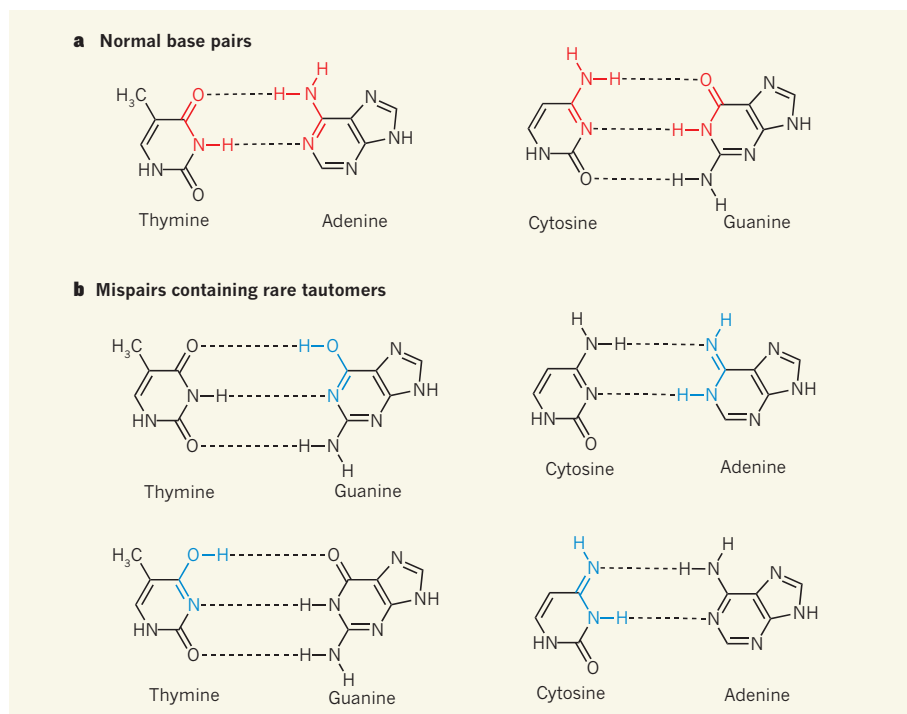 a Normal base pairs
H₃C O H N H N NH
N H N N
HN O
Thymine Adenine
H N H O N NH
N H N N
HN O H N H
Cytosine Guanine
b Mispairs containing rare tautomers
H₃C O H O N NH
N H N N
HN O H N H
Thymine Guanine
H N H N H N NH
N H N N
HN O
Cytosine Adenine
H₃C O H O N NH
N H N N
HN O H N H
Thymine Guanine
H N H N H N NH
N H N N
HN O
Cytosine Adenine